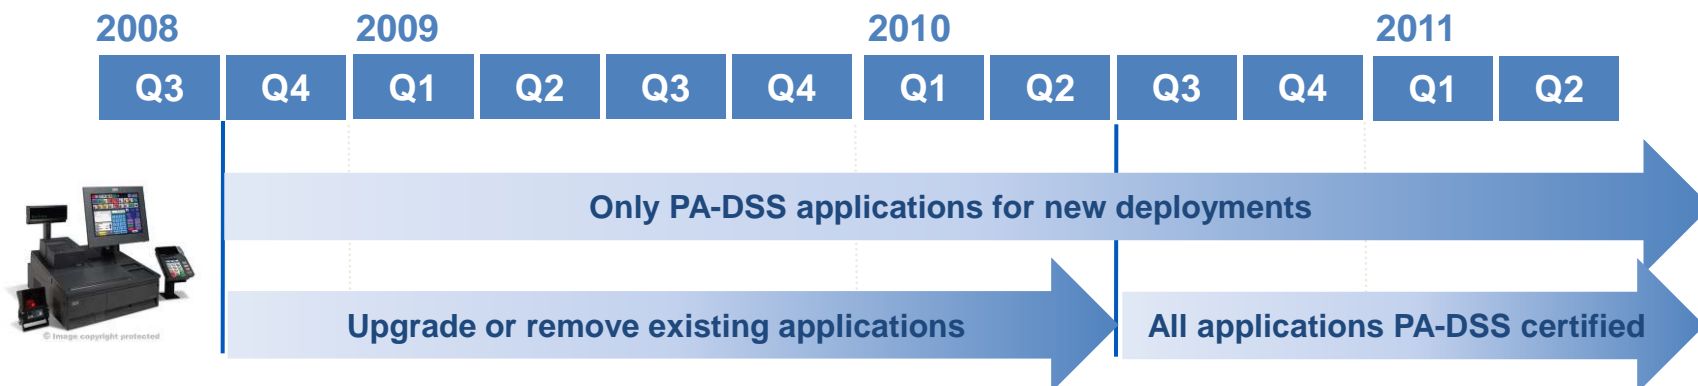 2008 2009 2010 2011
Q3 Q4 Q1 Q2 Q3 Q4 Q1 Q2 Q3 Q4 Q1 Q2
Only PA-DSS applications for new deployments
Upgrade or remove existing applications All applications PA-DSS certified
© Image copyright protected